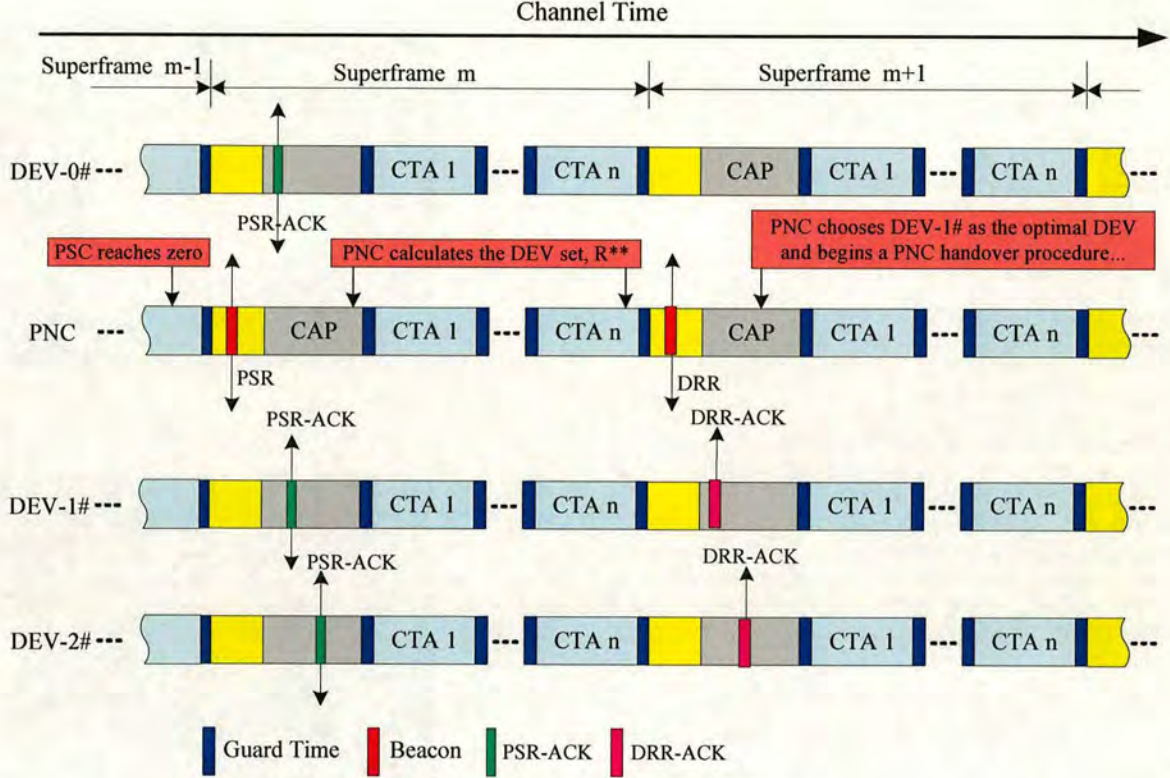 Channel Time
Superframe m-1
Superframe m
Superframe m+1
DEV-0#
CTA 1
CTA n
CAP
CTA 1
CTA n
PSR-ACK
PSC reaches zero
PNC calculates the DEV set, R**
PNC chooses DEV-1# as the optimal DEV
and begins a PNC handover procedure...
PNC
CAP
CTA 1
CTA n
CAP
CTA 1
CTA n
PSR
DRR
PSR-ACK
DRR-ACK
DEV-1#
CTA 1
CTA n
CTA 1
CTA n
PSR-ACK
DRR-ACK
DEV-2#
CTA 1
CTA n
CTA 1
CTA n
Guard Time
Beacon
PSR-ACK
DRR-ACK